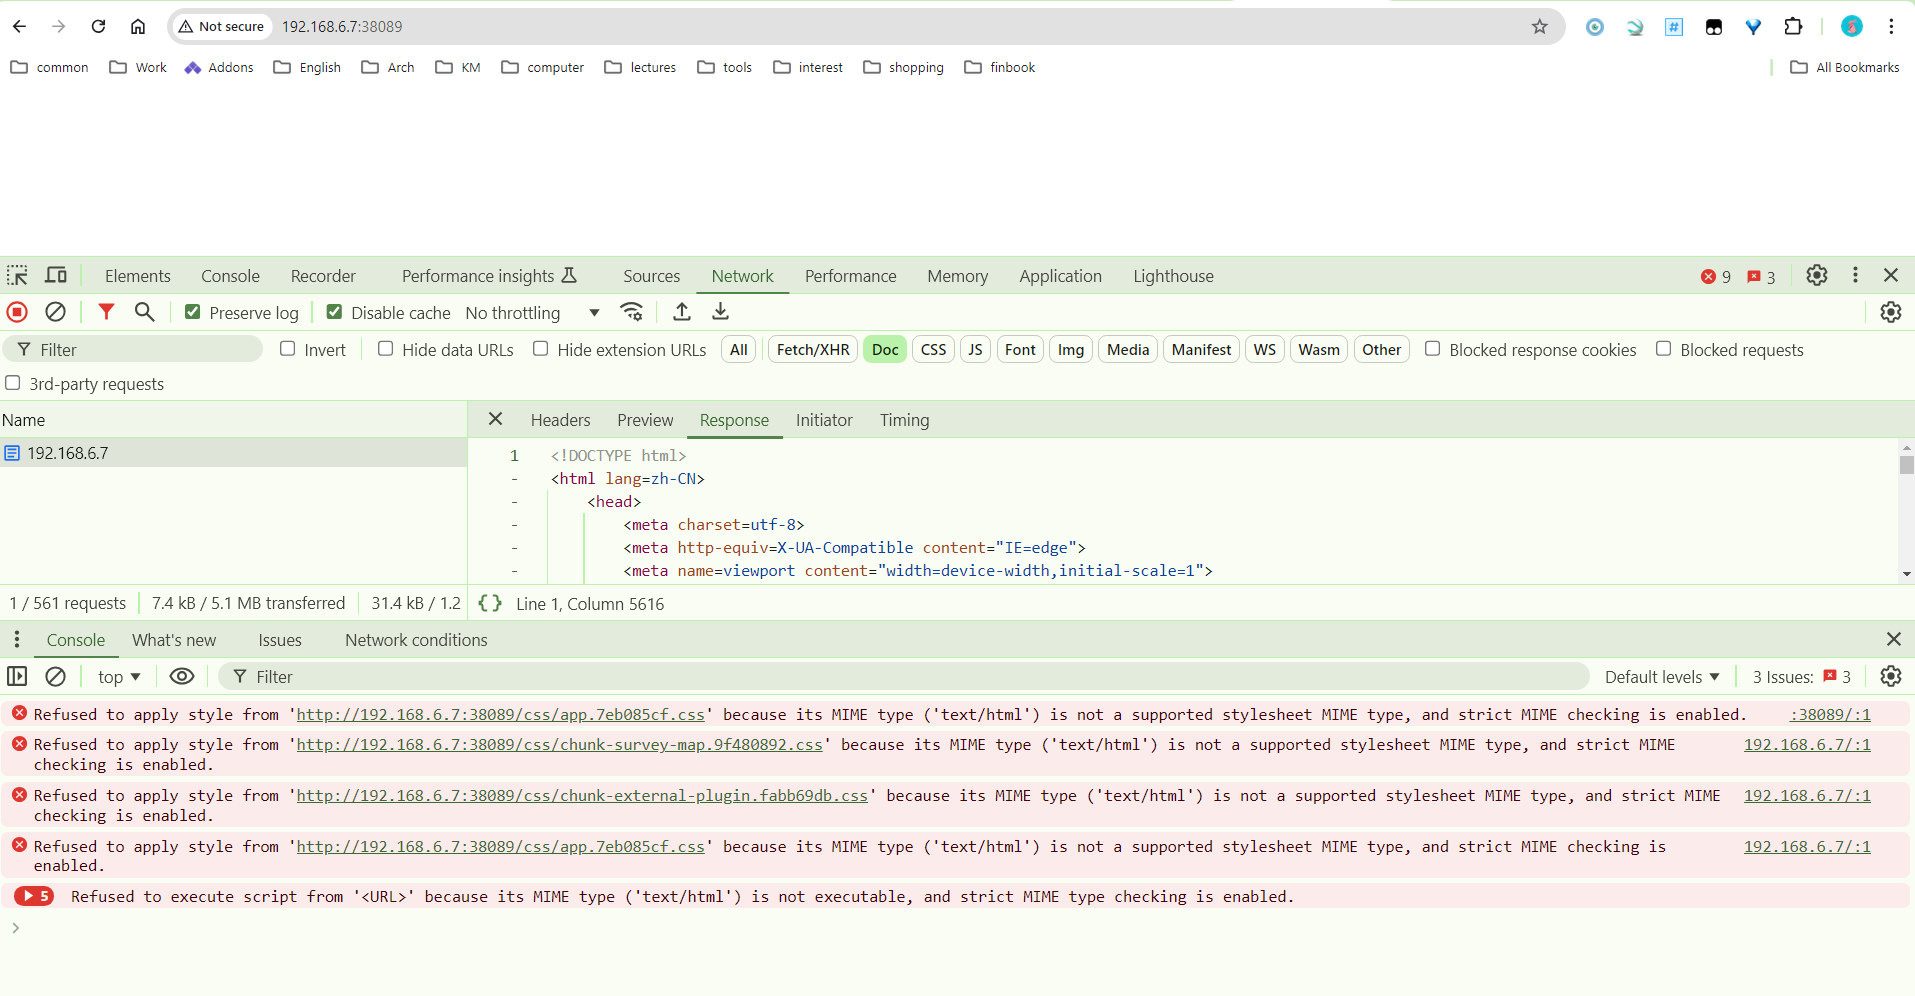 Not secure 192.168.6.7:38089
common Work Addons English Arch KM computer lectures tools interest shopping finbook All Bookmarks
Elements Console Recorder Performance insights Sources Network Performance Memory Application Lighthouse 9 3
Preserve log Disable cache No throttling
Filter Invert Hide data URLs Hide extension URLs All Fetch/XHR Doc CSS JS Font Img Media Manifest WS Wasm Other Blocked response cookies Blocked requests
3rd-party requests
Name Headers Preview Response Initiator Timing
192.168.6.7
1 <!DOCTYPE html>
- <html lang=zh-CN>
- <head>
- <meta charset=utf-8>
- <meta http-equiv=X-UA-Compatible content="IE=edge">
- <meta name=viewport content="width=device-width,initial-scale=1">
1 / 561 requests 7.4 kB / 5.1 MB transferred 31.4 kB / 1.2 {} Line 1, Column 5616
Console What's new Issues Network conditions
top Filter Default levels 3 Issues: 3
Refused to apply style from 'http://192.168.6.7:38089/css/app.7eb085cf.css' because its MIME type ('text/html') is not a supported stylesheet MIME type, and strict MIME checking is enabled. :38089/:1
Refused to apply style from 'http://192.168.6.7:38089/css/chunk-survey-map.9f480892.css' because its MIME type ('text/html') is not a supported stylesheet MIME type, and strict MIME 192.168.6.7/:1
checking is enabled.
Refused to apply style from 'http://192.168.6.7:38089/css/chunk-external-plugin.fabb69db.css' because its MIME type ('text/html') is not a supported stylesheet MIME type, and strict MIME 192.168.6.7/:1
checking is enabled.
Refused to apply style from 'http://192.168.6.7:38089/css/app.7eb085cf.css' because its MIME type ('text/html') is not a supported stylesheet MIME type, and strict MIME checking is 192.168.6.7/:1
enabled.
5 Refused to execute script from '<URL>' because its MIME type ('text/html') is not executable, and strict MIME type checking is enabled.